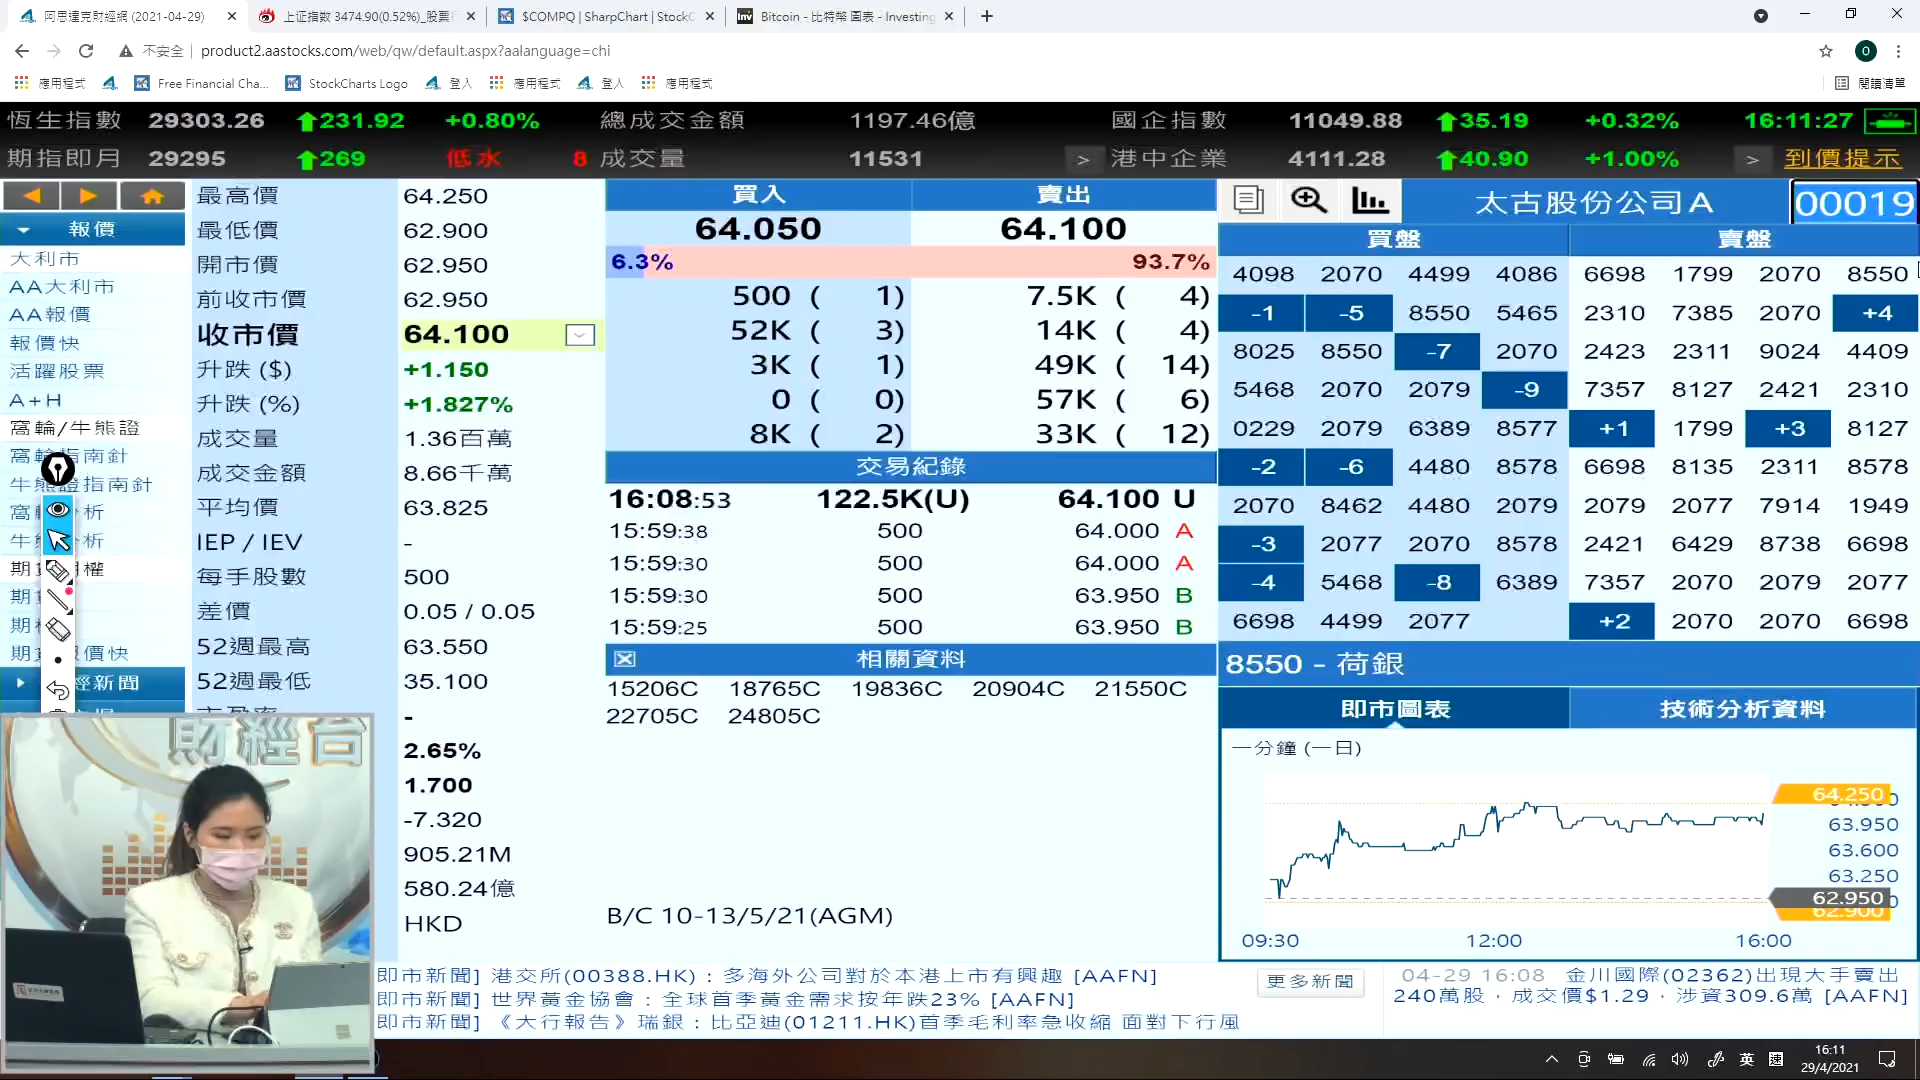 阿思達克財經網 (2021-04-29)
上证指数 3474.90(0.52%)_股票
$COMPQ | SharpChart | StockC
Bitcoin - 比特幣 圖表 - Investing
不安全 | product2.aastocks.com/web/qw/default.aspx?aalanguage=chi
應用程式 Free Financial Cha... StockCharts Logo 登入 應用程式 登入 應用程式 閱讀清單
恆生指數 29303.26 231.92 +0.80% 總成交金額 1197.46億 國企指數 11049.88 35.19 +0.32% 16:11:27
期指即月 29295 269 低水 8 成交量 11531 > 港中企業 4111.28 40.90 +1.00% > 到價提示
報價
大利市
AA大利市
AA報價
報價快
活躍股票
A+H
窩輪/牛熊證
窩輪指南針
牛熊證指南針
最高價 64.250
最低價 62.900
開市價 62.950
前收市價 62.950
收市價 64.100
升跌 ($) +1.150
升跌 (%) +1.827%
成交量 1.36百萬
成交金額 8.66千萬
平均價 63.825
IEP / IEV -
每手股數 500
差價 0.05 / 0.05
52週最高 63.550
52週最低 35.100
-
2.65%
1.700
-7.320
905.21M
580.24億
HKD
買入 賣出
64.050 64.100
6.3% 93.7%
500 ( 1) 7.5K ( 4)
52K ( 3) 14K ( 4)
3K ( 1) 49K ( 14)
0 ( 0) 57K ( 6)
8K ( 2) 33K ( 12)
交易紀錄
16:08:53 122.5K(U) 64.100 U
15:59:38 500 64.000 A
15:59:30 500 64.000 A
15:59:30 500 63.950 B
15:59:25 500 63.950 B
相關資料
15206C 18765C 19836C 20904C 21550C
22705C 24805C
B/C 10-13/5/21(AGM)
太古股份公司A 00019
買盤 賣盤
4098 2070 4499 4086 6698 1799 2070 8550
-1 -5 8550 5465 2310 7385 2070 +4
8025 8550 -7 2070 2423 2311 9024 4409
5468 2070 2079 -9 7357 8127 2421 2310
0229 2079 6389 8577 +1 1799 +3 8127
-2 -6 4480 8578 6698 8135 2311 8578
2070 8462 4480 2079 2079 2077 7914 1949
-3 2077 2070 8578 2421 6429 8738 6698
-4 5468 -8 6389 7357 2070 2079 2077
6698 4499 2077 +2 2070 2070 6698
8550 - 荷銀
即市圖表 技術分析資料
一分鐘 (一日)
64.250
63.950
63.600
63.250
62.950
62.900
09:30 12:00 16:00
財經台
即市新聞] 港交所(00388.HK)：多海外公司對於本港上市有興趣 [AAFN]
即市新聞] 世界黃金協會：全球首季黃金需求按年跌23% [AAFN]
即市新聞] 《大行報告》瑞銀：比亞迪(01211.HK)首季毛利率急收縮 面對下行風
更多新聞
04-29 16:08 金川國際(02362)出現大手賣出
240萬股，成交價$1.29，涉資309.6萬 [AAFN]
英
16:11
29/4/2021